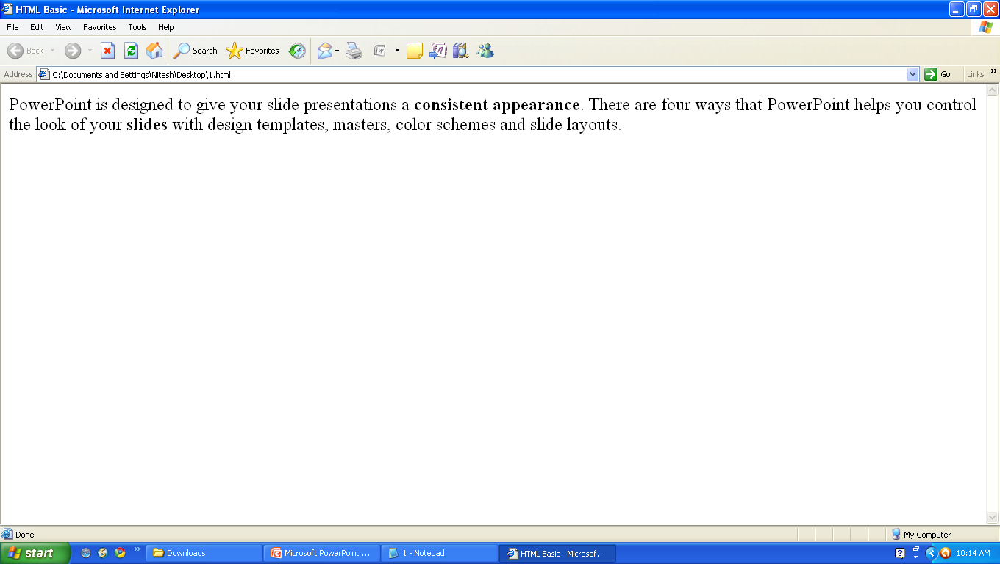 HTML Basic - Microsoft Internet Explorer
File Edit View Favorites Tools Help
Back Search Favorites
Address C:\Documents and Settings\Nitesh\Desktop\1.html Go Links »
PowerPoint is designed to give your slide presentations a consistent appearance. There are four ways that PowerPoint helps you control
the look of your slides with design templates, masters, color schemes and slide layouts.
Done My Computer
start » Downloads Microsoft PowerPoint ... 1 - Notepad HTML Basic - Microsof... 10:14 AM